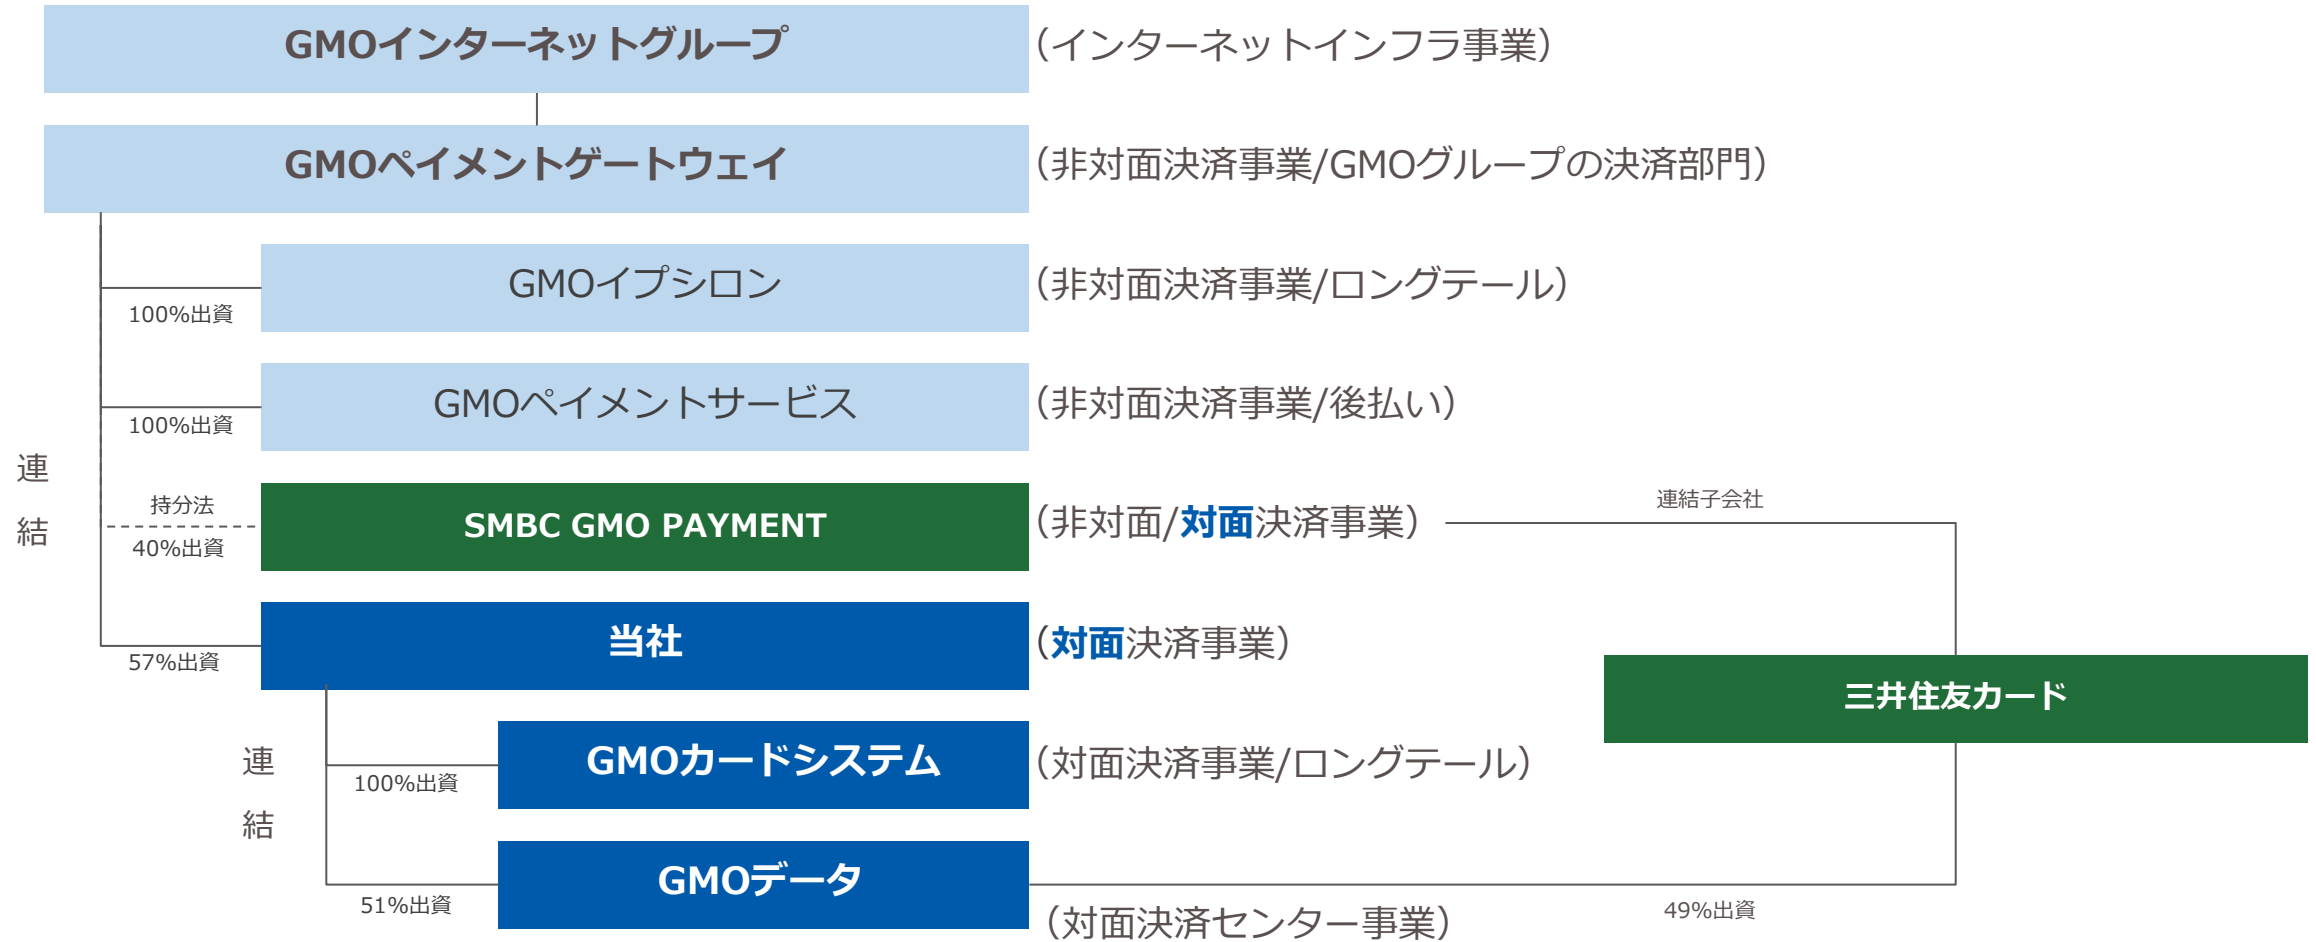 GMOインターネットグループ
(インターネットインフラ事業)
GMOペイメントゲートウェイ
(非対面決済事業/GMOグループの決済部門)
GMOイプシロン
(非対面決済事業/ロングテール)
100%出資
GMOペイメントサービス
(非対面決済事業/後払い)
100%出資
連結
持分法
40%出資
SMBC GMO PAYMENT
(非対面/対面決済事業)
連結子会社
当社
(対面決済事業)
57%出資
三井住友カード
連結
GMOカードシステム
(対面決済事業/ロングテール)
100%出資
GMOデータ
51%出資
(対面決済センター事業)
49%出資